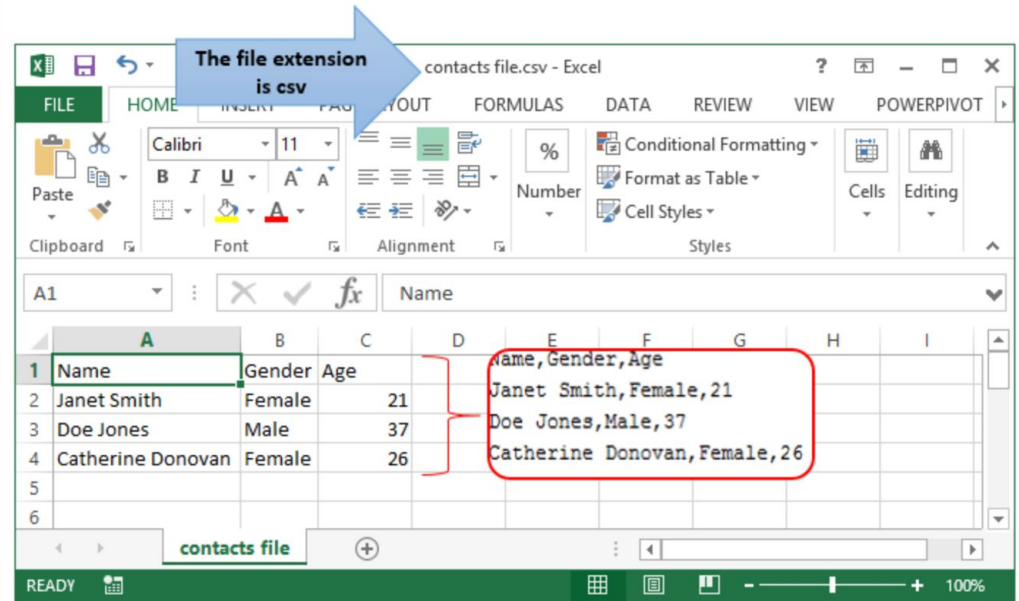 The file extension
is csv
contacts file.csv - Excel
?
FILE HOME INSERT PAGE LAYOUT FORMULAS DATA REVIEW VIEW POWERPIVOT
Calibri 11
Paste
B I U A A
A
%
Number
Conditional Formatting
Format as Table
Cell Styles
Cells
Editing
Clipboard Font Alignment Styles
A1 fx Name
A B C D E F G H I
1 Name Gender Age
2 Janet Smith Female 21
3 Doe Jones Male 37
4 Catherine Donovan Female 26
5
6
Name,Gender,Age
Janet Smith,Female,21
Doe Jones,Male,37
Catherine Donovan,Female,26
contacts file
READY 100%